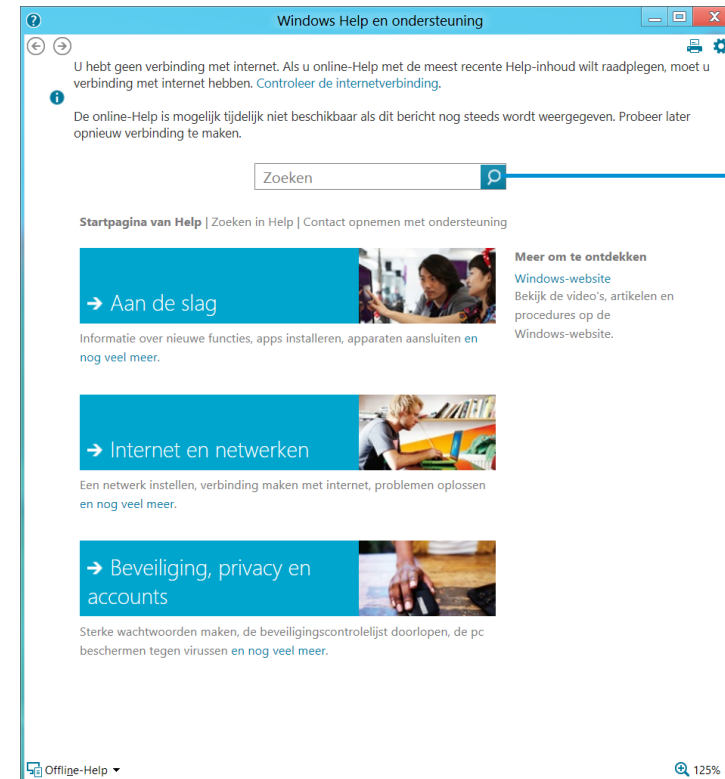 Windows Help en ondersteuning
U hebt geen verbinding met internet. Als u online-Help met de meest recente Help-inhoud wilt raadplegen, moet u
verbinding met internet hebben. Controleer de internetverbinding.
De online-Help is mogelijk tijdelijk niet beschikbaar als dit bericht nog steeds wordt weergegeven. Probeer later
opnieuw verbinding te maken.
Zoeken
Startpagina van Help | Zoeken in Help | Contact opnemen met ondersteuning
Aan de slag
Informatie over nieuwe functies, apps installeren, apparaten aansluiten en
nog veel meer.
Meer om te ontdekken
Windows-website
Bekijk de video's, artikelen en
procedures op de
Windows-website.
Internet en netwerken
Een netwerk instellen, verbinding maken met internet, problemen oplossen
en nog veel meer.
Beveiliging, privacy en
accounts
Sterke wachtwoorden maken, de beveiligingscontrolelijst doorlopen, de pc
beschermen tegen virussen en nog veel meer.
Offline-Help
125%